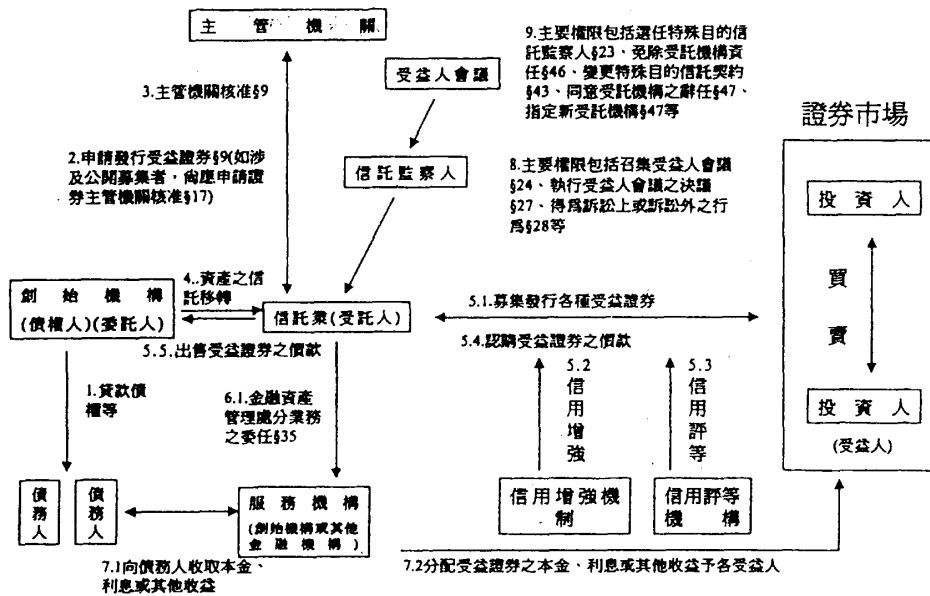 主管機關
9.主要權限包括選任特殊目的信
託監察人§23、免除受託機構責
任§46、變更特殊目的信託契約
§43、同意受託機構之辭任§47、
指定新受託機構§47等
受益人會議
3.主管機關核准§9
證券市場
2.申請發行受益證券§9(如涉
及公開募集者，尚應申請證
券主管機關核准§17)
信託監察人
8.主要權限包括召集受益人會議
§24、執行受益人會議之決議
§27、得為訴訟上或訴訟外之行
為§28等
投資人
買
賣
4..資產之信
託移轉
創始機構
(債權人)(委託人)
信託業(受託人)
5.1.募集發行各種受益證券
5.5.出售受益證券之價款
5.4.認購受益證券之價款
1.貸款債
權等
6.1.金融資產
管理處分業務
之委任§35
5.2
信
用
增
強
5.3
信
用
評
等
投資人
(受益人)
債
務
人
債
務
人
服務機構
(創始機構或其他
金融機構)
信用增強機
制
信用評等
機構
7.1向債務人收取本金、
利息或其他收益
7.2分配受益證券之本金、利息或其他收益予各受益人